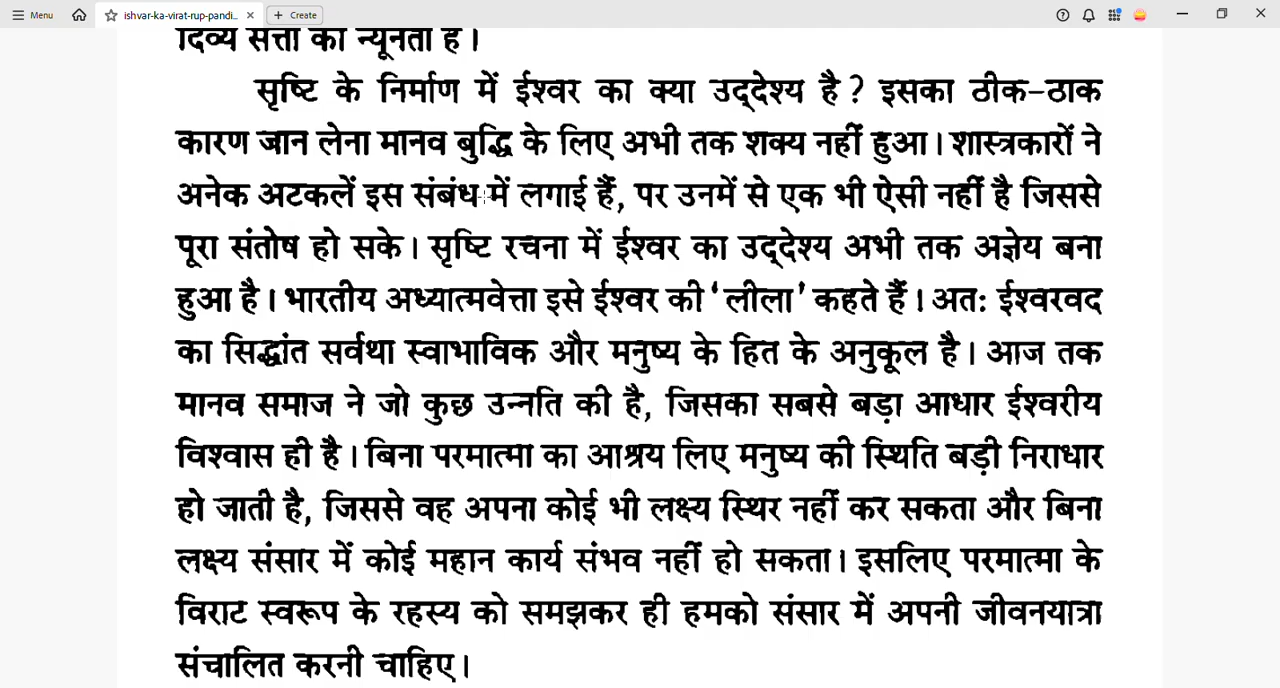 Menu
ishvar-ka-virat-rup-pandi...
Create
दिव्य सत्ता की न्यूनता है।
सृष्टि के निर्माण में ईश्वर का क्या उद्देश्य है? इसका ठीक-ठाक
कारण जान लेना मानव बुद्धि के लिए अभी तक शक्य नहीं हुआ। शास्त्रकारों ने
अनेक अटकलें इस संबंध में लगाई हैं, पर उनमें से एक भी ऐसी नहीं है जिससे
पूरा संतोष हो सके। सृष्टि रचना में ईश्वर का उद्देश्य अभी तक अज्ञेय बना
हुआ है। भारतीय अध्यात्मवेत्ता इसे ईश्वर की ‘लीला’ कहते हैं। अत: ईश्वरवद
का सिद्धांत सर्वथा स्वाभाविक और मनुष्य के हित के अनुकूल है। आज तक
मानव समाज ने जो कुछ उन्नति की है, जिसका सबसे बड़ा आधार ईश्वरीय
विश्वास ही है। बिना परमात्मा का आश्रय लिए मनुष्य की स्थिति बड़ी निराधार
हो जाती है, जिससे वह अपना कोई भी लक्ष्य स्थिर नहीं कर सकता और बिना
लक्ष्य संसार में कोई महान कार्य संभव नहीं हो सकता। इसलिए परमात्मा के
विराट स्वरूप के रहस्य को समझकर ही हमको संसार में अपनी जीवनयात्रा
संचालित करनी चाहिए।